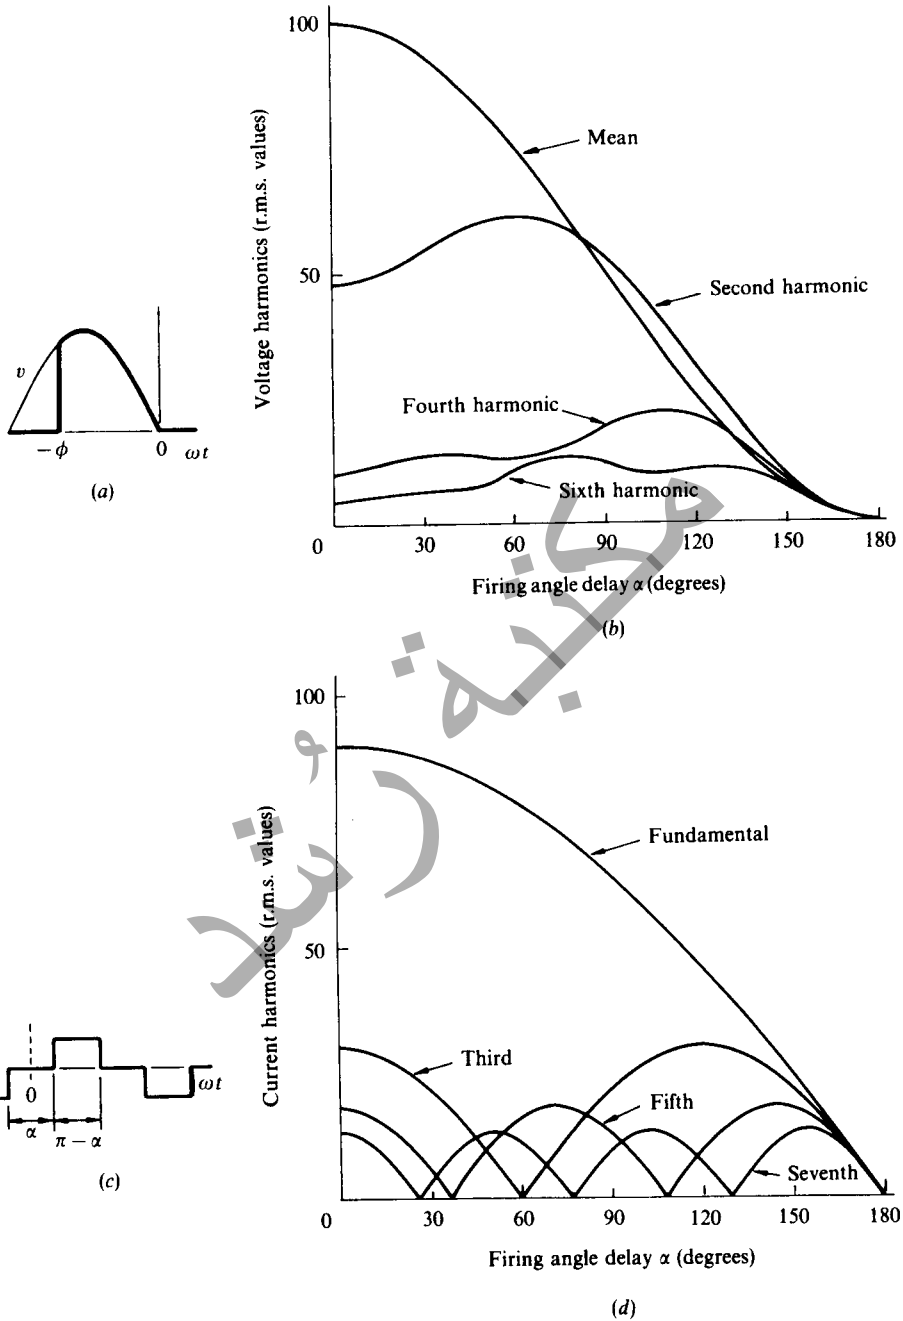 100
Voltage harmonics (r.m.s. values)
Mean
50
Second harmonic
Fourth harmonic
Sixth harmonic
0 30 60 90 120 150 180
Firing angle delay α (degrees)
(b)
v
−ϕ 0 ωt
(a)
مكتبة رُشد
100
Current harmonics (r.m.s. values)
Fundamental
50
Third
Fifth
Seventh
0 30 60 90 120 150 180
Firing angle delay α (degrees)
(d)
0 ωt
α π − α
(c)